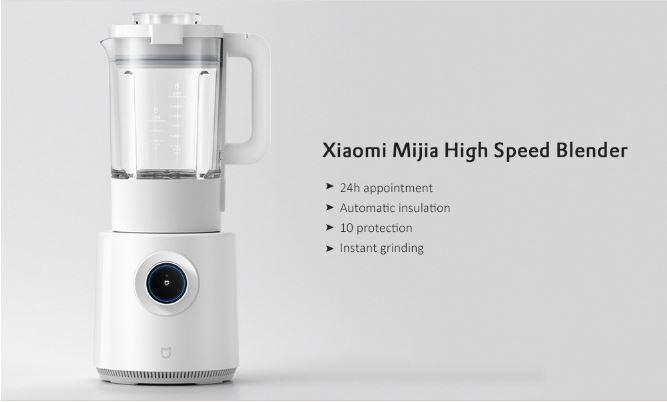 Xiaomi Mijia High Speed Blender
➤ 24h appointment
➤ Automatic insulation
➤ 10 protection
➤ Instant grinding